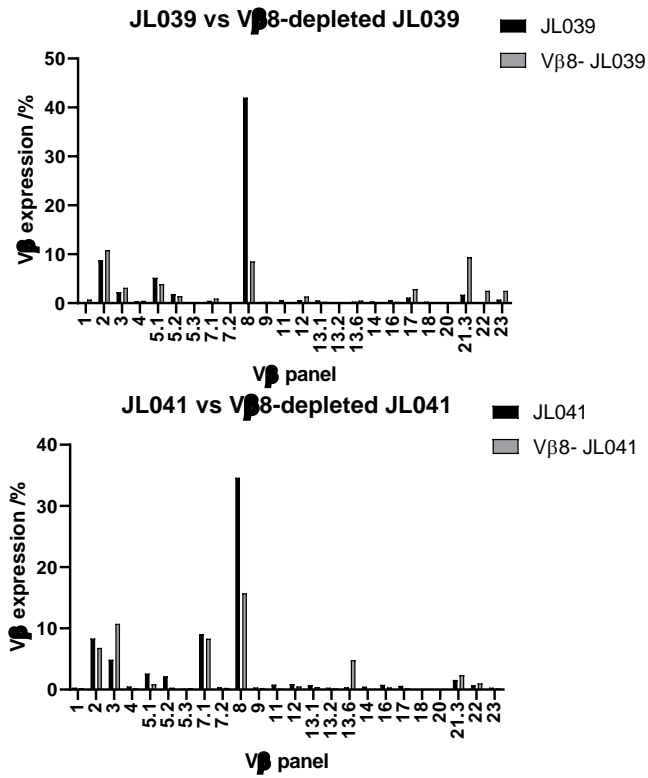 JL039 vs Vβ8-depleted JL039
JL039
Vβ8- JL039
Vβ expression /%
50
40
30
20
10
0
1 2 3 4 5.1 5.2 5.3 7.1 7.2 8 9 11 12 13.1 13.2 13.6 14 16 17 18 20 21.3 22 23
Vβ panel
JL041 vs Vβ8-depleted JL041
JL041
Vβ8- JL041
Vβ expression /%
40
30
20
10
0
1 2 3 4 5.1 5.2 5.3 7.1 7.2 8 9 11 12 13.1 13.2 13.6 14 16 17 18 20 21.3 22 23
Vβ panel